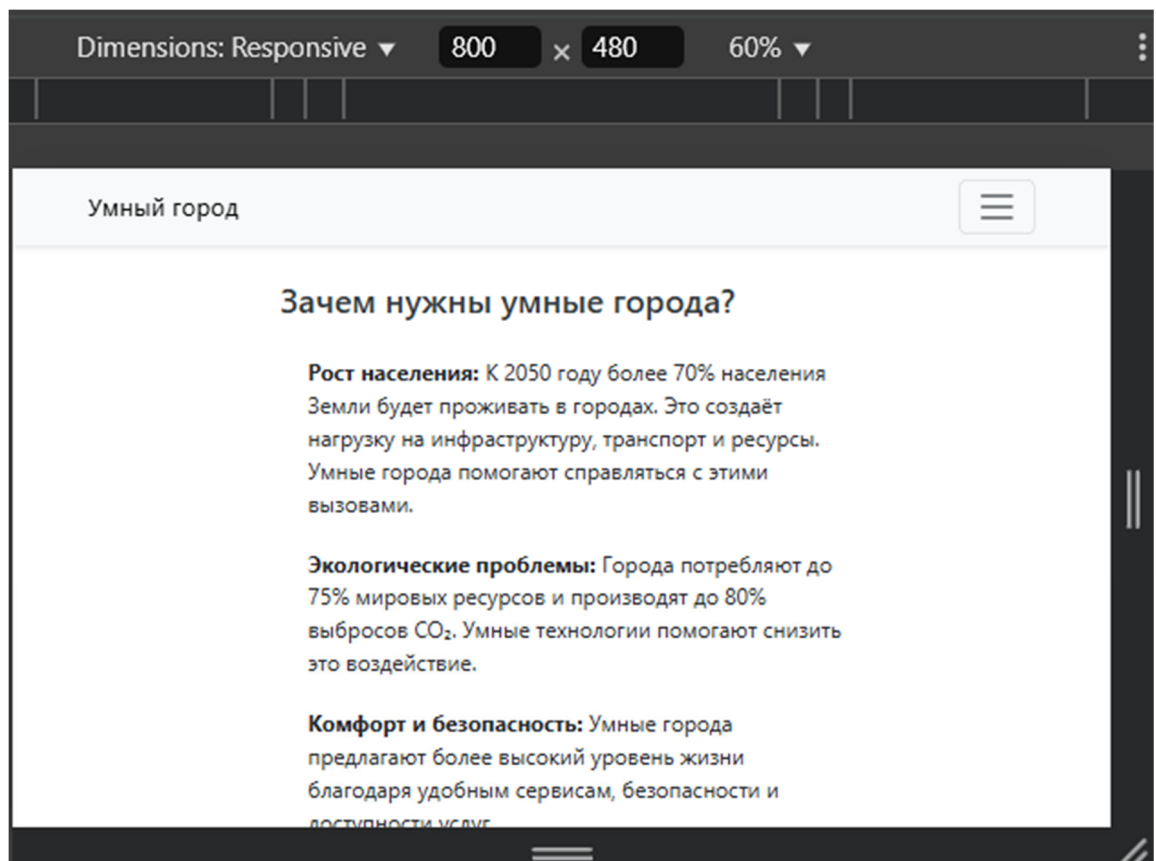 Dimensions: Responsive ▼ 800 × 480 60% ▼
Умный город
Зачем нужны умные города?
Рост населения: К 2050 году более 70% населения
Земли будет проживать в городах. Это создаёт
нагрузку на инфраструктуру, транспорт и ресурсы.
Умные города помогают справляться с этими
вызовами.
Экологические проблемы: Города потребляют до
75% мировых ресурсов и производят до 80%
выбросов CO₂. Умные технологии помогают снизить
это воздействие.
Комфорт и безопасность: Умные города
предлагают более высокий уровень жизни
благодаря удобным сервисам, безопасности и
доступности услуг